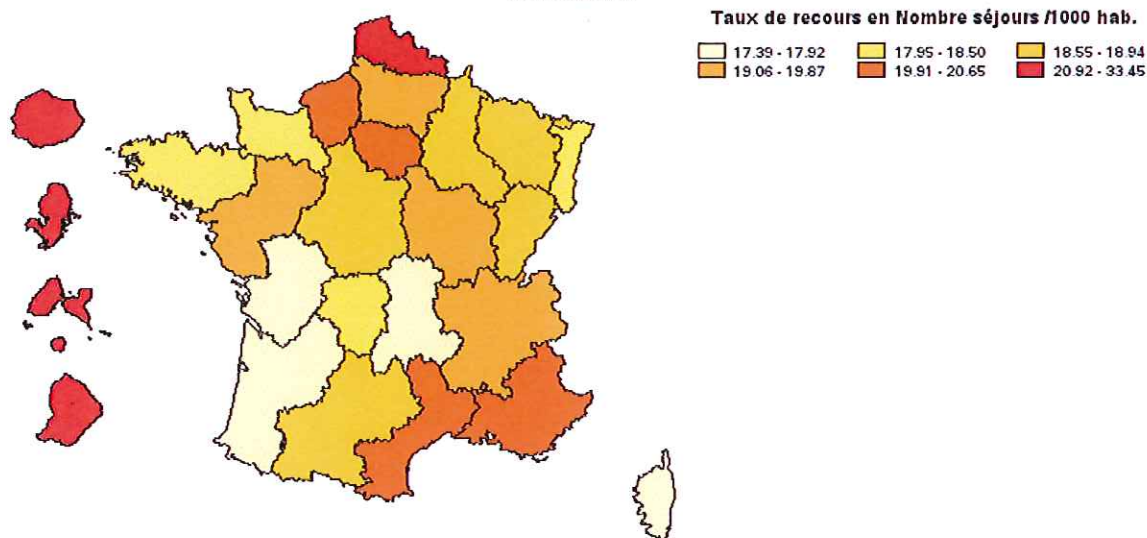 Taux de recours en Nombre séjours /1000 hab.
17.39 - 17.92 17.95 - 18.50 18.55 - 18.94
19.06 - 19.87 19.91 - 20.65 20.92 - 33.45